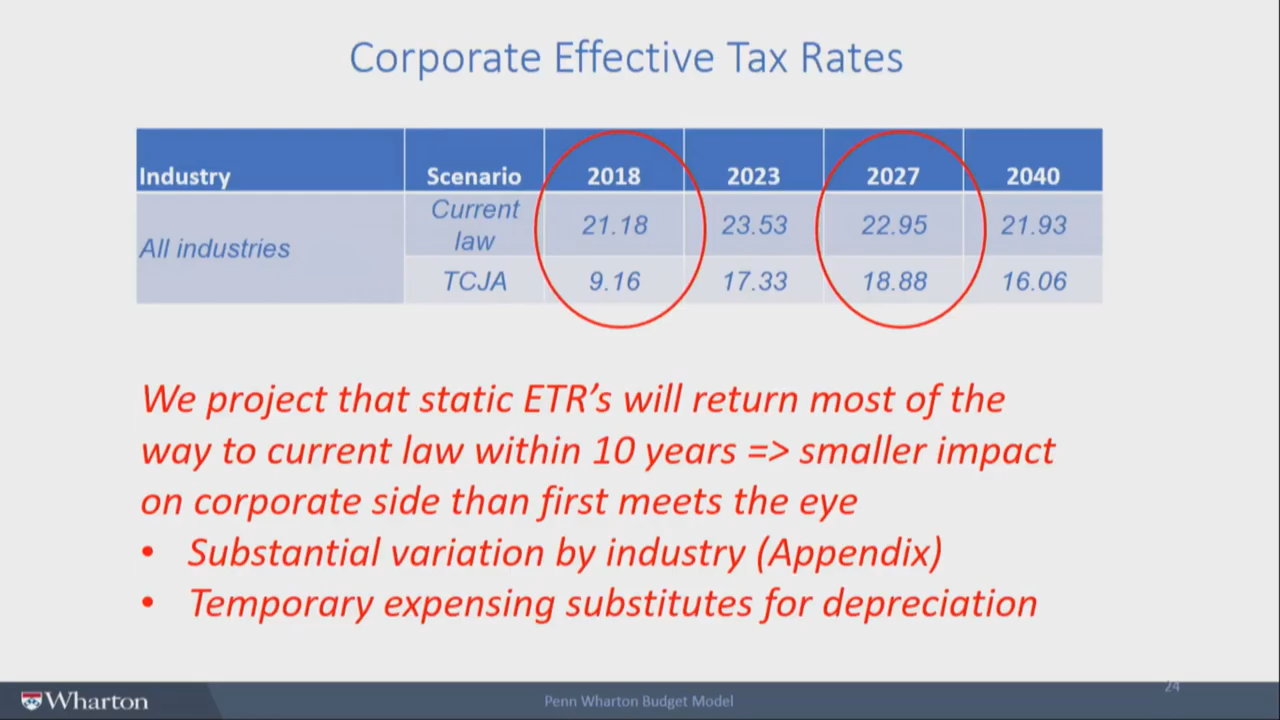 Corporate Effective Tax Rates
Industry Scenario 2018 2023 2027 2040
All industries Current law 21.18 23.53 22.95 21.93
TCJA 9.16 17.33 18.88 16.06
We project that static ETR's will return most of the
way to current law within 10 years => smaller impact
on corporate side than first meets the eye
• Substantial variation by industry (Appendix)
• Temporary expensing substitutes for depreciation
24
Wharton
Penn Wharton Budget Model